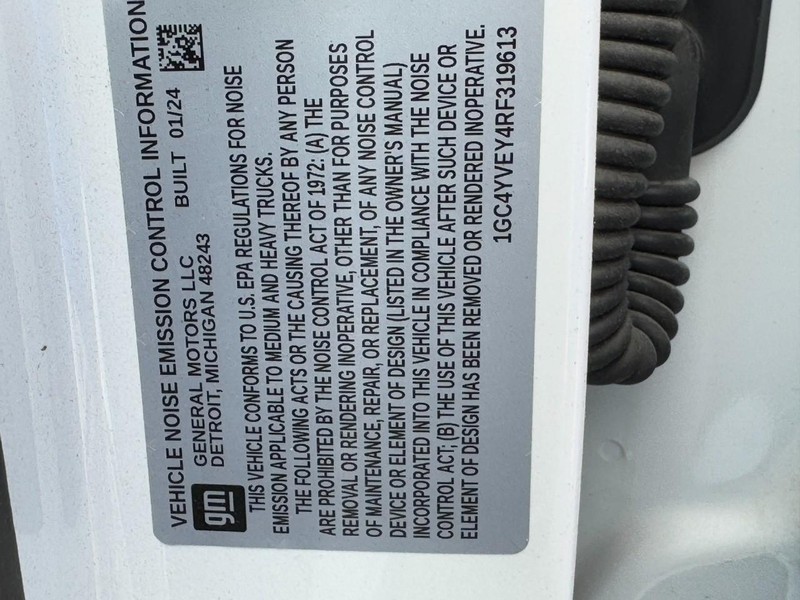 VEHICLE NOISE EMISSION CONTROL INFORMATION
gm
GENERAL MOTORS LLC BUILT 01/24
DETROIT, MICHIGAN 48243
THIS VEHICLE CONFORMS TO U.S. EPA REGULATIONS FOR NOISE
EMISSION APPLICABLE TO MEDIUM AND HEAVY TRUCKS.
THE FOLLOWING ACTS OR THE CAUSING THEREOF BY ANY PERSON
ARE PROHIBITED BY THE NOISE CONTROL ACT OF 1972: (A) THE
REMOVAL OR RENDERING INOPERATIVE, OTHER THAN FOR PURPOSES
OF MAINTENANCE, REPAIR, OR REPLACEMENT, OF ANY NOISE CONTROL
DEVICE OR ELEMENT OF DESIGN (LISTED IN THE OWNER'S MANUAL)
INCORPORATED INTO THIS VEHICLE IN COMPLIANCE WITH THE NOISE
CONTROL ACT; (B) THE USE OF THIS VEHICLE AFTER SUCH DEVICE OR
ELEMENT OF DESIGN HAS BEEN REMOVED OR RENDERED INOPERATIVE.
1GC4YVEY4RF319613